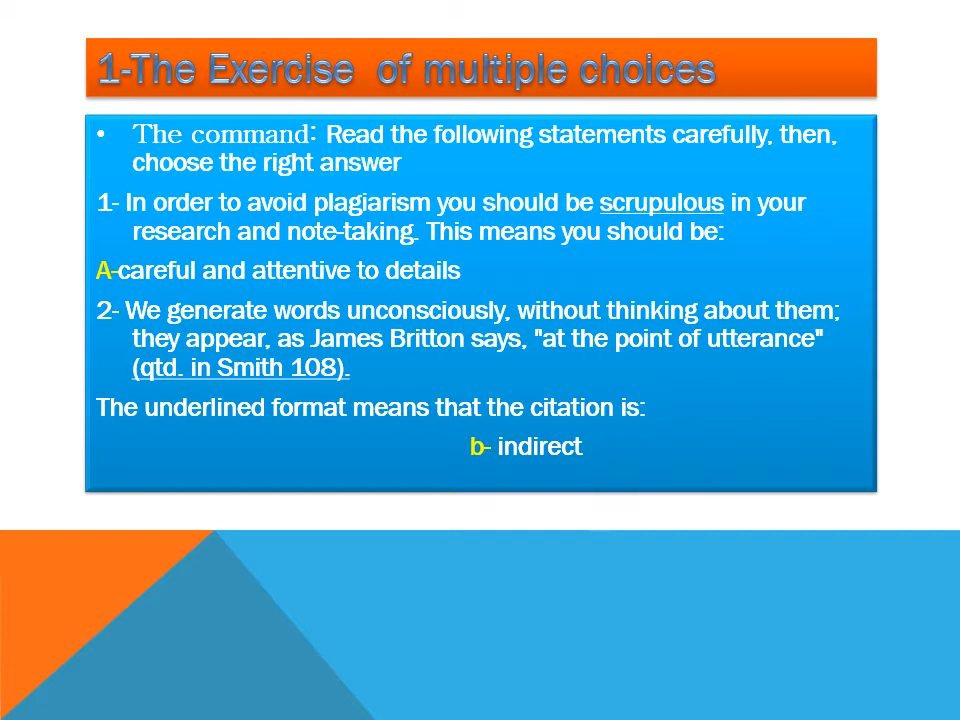 1-The Exercise of multiple choices
• The command: Read the following statements carefully, then,
choose the right answer
1- In order to avoid plagiarism you should be scrupulous in your
research and note-taking. This means you should be:
A-careful and attentive to details
2- We generate words unconsciously, without thinking about them;
they appear, as James Britton says, "at the point of utterance"
(qtd. in Smith 108).
The underlined format means that the citation is:
b- indirect